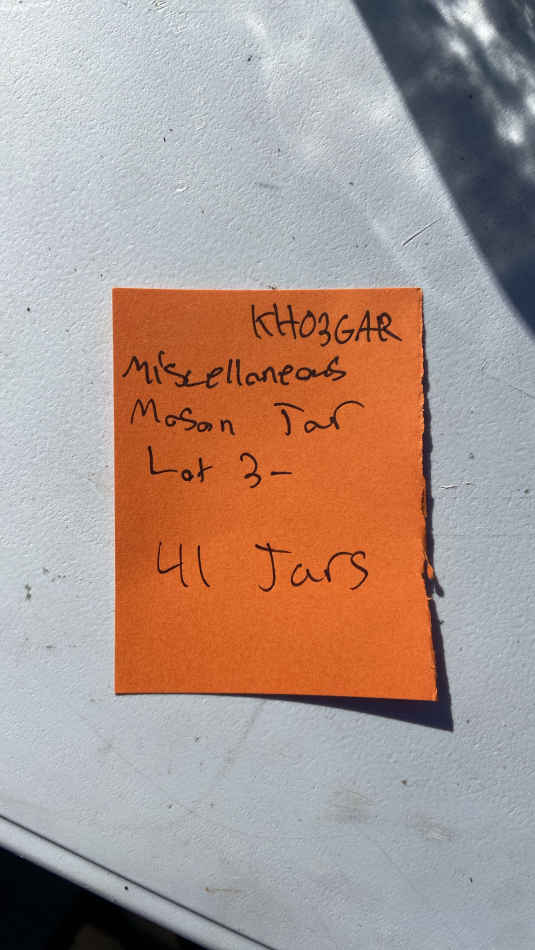 KH03GAR
Miscellaneous
Mason Jar
Lot 3-
41 Jars